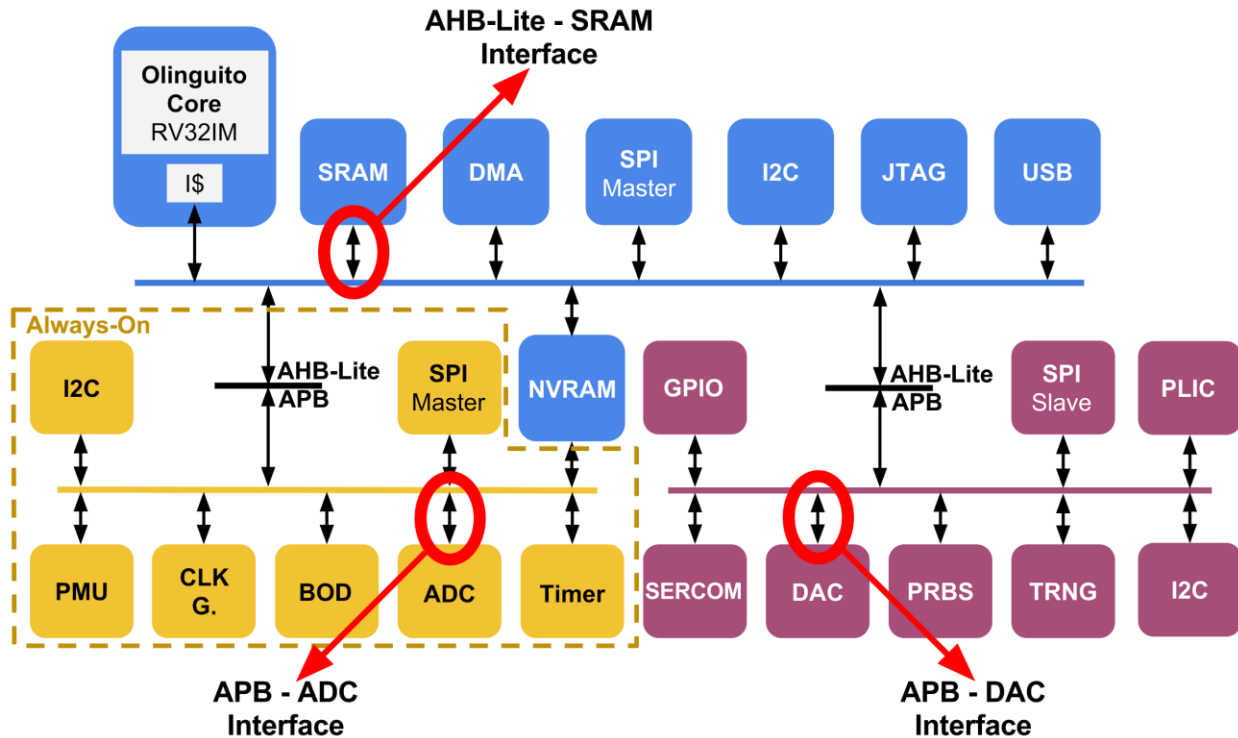 AHB-Lite - SRAM
Interface
Olinguito
Core
RV32IM
I$
SRAM
DMA
SPI
Master
I2C
JTAG
USB
Always-On
I2C
AHB-Lite
APB
SPI
Master
NVRAM
GPIO
AHB-Lite
APB
SPI
Slave
PLIC
PMU
CLK
G.
BOD
ADC
Timer
SERCOM
DAC
PRBS
TRNG
I2C
APB - ADC
Interface
APB - DAC
Interface